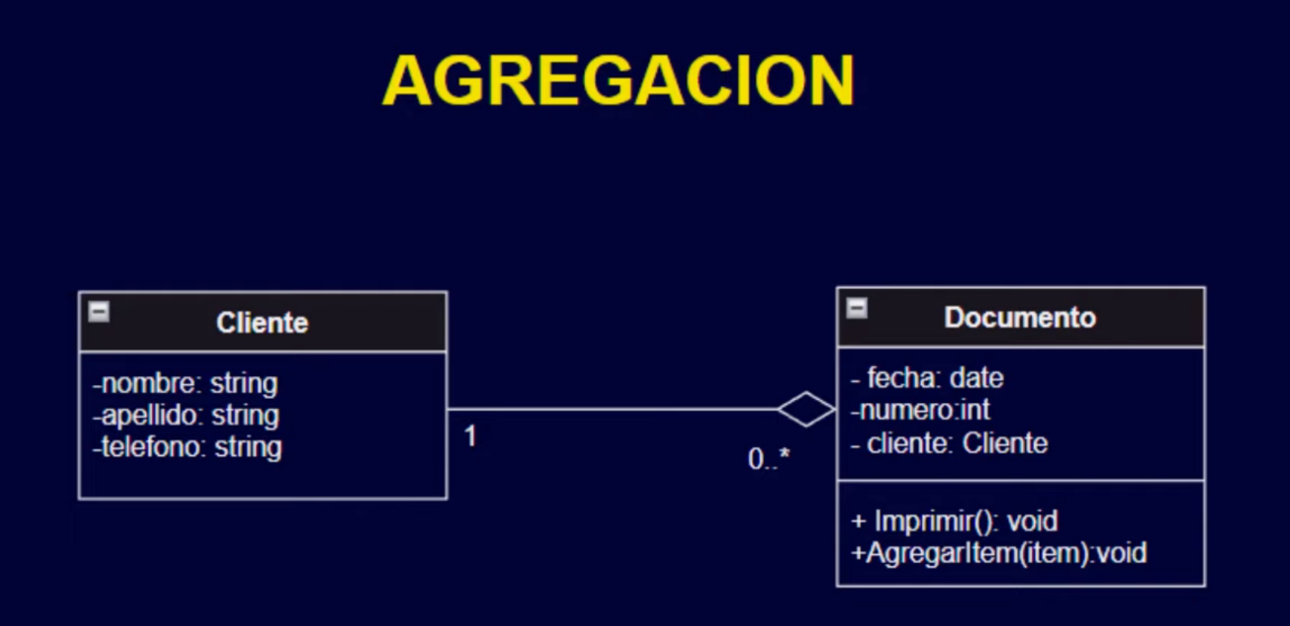 AGREGACION
Cliente
-nombre: string
-apellido: string
-telefono: string
1
0..*
Documento
- fecha: date
-numero:int
- cliente: Cliente
+ Imprimir(): void
+AgregarItem(item):void